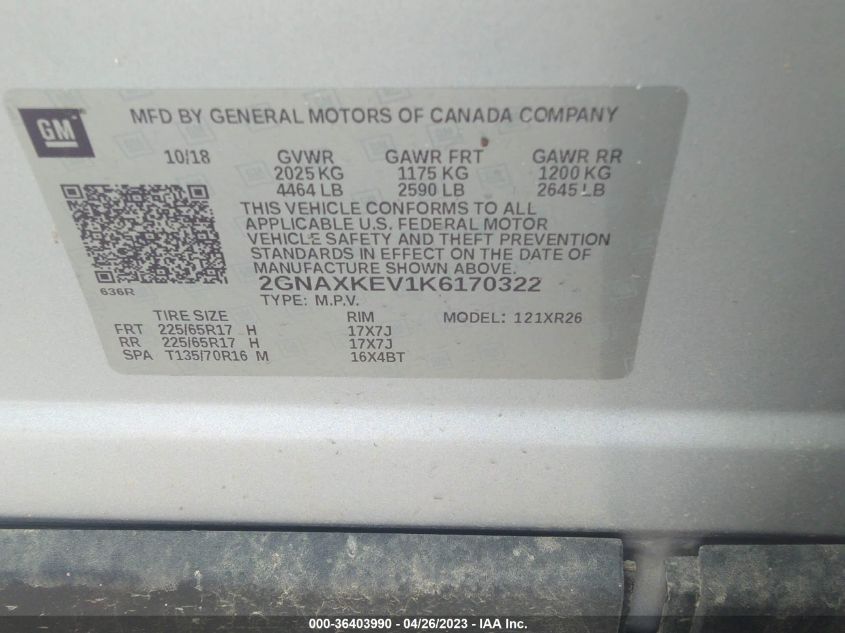 GM
MFD BY GENERAL MOTORS OF CANADA COMPANY
10/18 GVWR GAWR FRT GAWR RR
2025 KG 1175 KG 1200 KG
4464 LB 2590 LB 2645 LB
THIS VEHICLE CONFORMS TO ALL
APPLICABLE U.S. FEDERAL MOTOR
VEHICLE SAFETY AND THEFT PREVENTION
STANDARDS IN EFFECT ON THE DATE OF
MANUFACTURE SHOWN ABOVE.
636R
2GNAXKEV1K6170322
TYPE: M.P.V.
TIRE SIZE RIM MODEL: 121XR26
FRT 225/65R17 H 17X7J
RR 225/65R17 H 17X7J
SPA T135/70R16 M 16X4BT
000-36403990 - 04/26/2023 - IAA Inc.